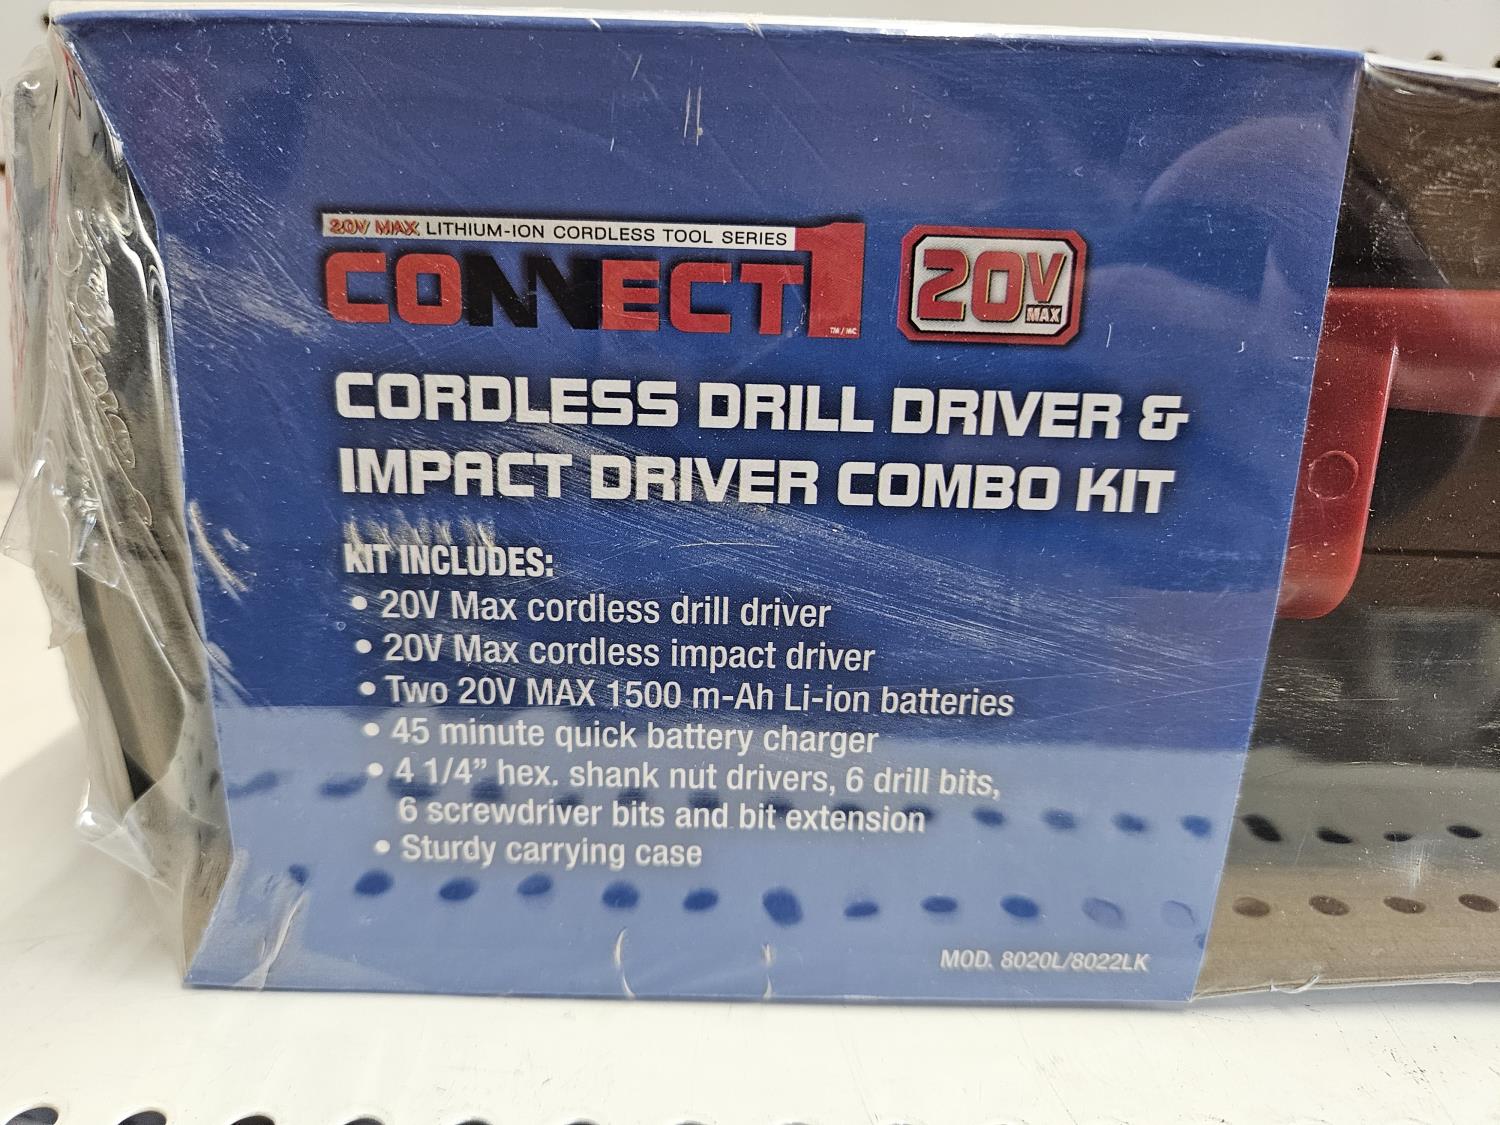 20V MAX LITHIUM-ION CORDLESS TOOL SERIES
CONNECT1
TM / MC
20V
MAX
CORDLESS DRILL DRIVER &
IMPACT DRIVER COMBO KIT
KIT INCLUDES:
• 20V Max cordless drill driver
• 20V Max cordless impact driver
• Two 20V MAX 1500 m-Ah Li-ion batteries
• 45 minute quick battery charger
• 4 1/4” hex. shank nut drivers, 6 drill bits,
6 screwdriver bits and bit extension
• Sturdy carrying case
MOD. 8020L/8022LK